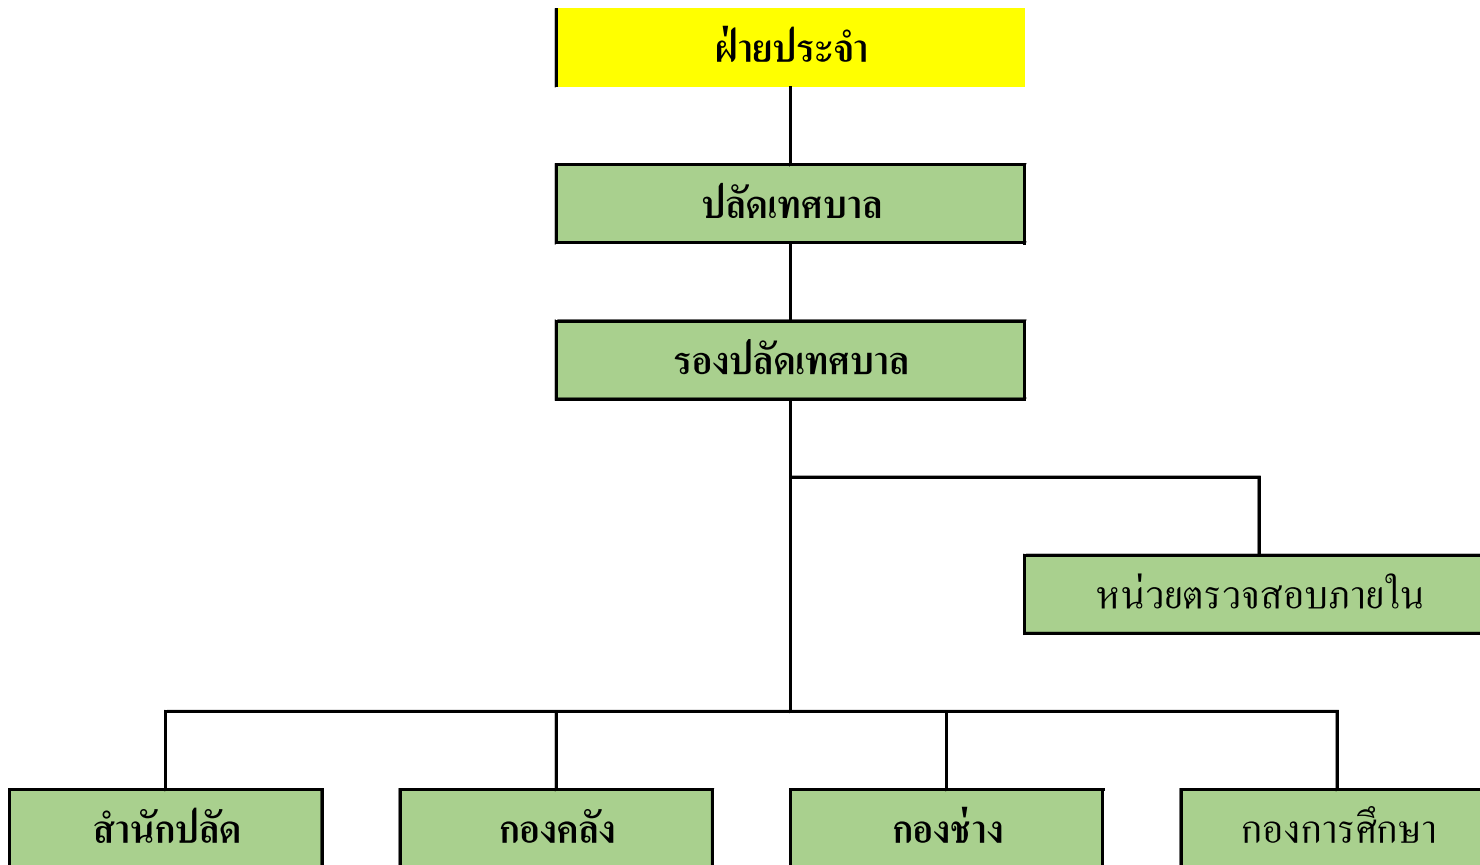 ฝ่ายประจำ
ปลัดเทศบาล
รองปลัดเทศบาล
หน่วยตรวจสอบภายใน
สำนักปลัด
กองคลัง
กองช่าง
กองการศึกษา